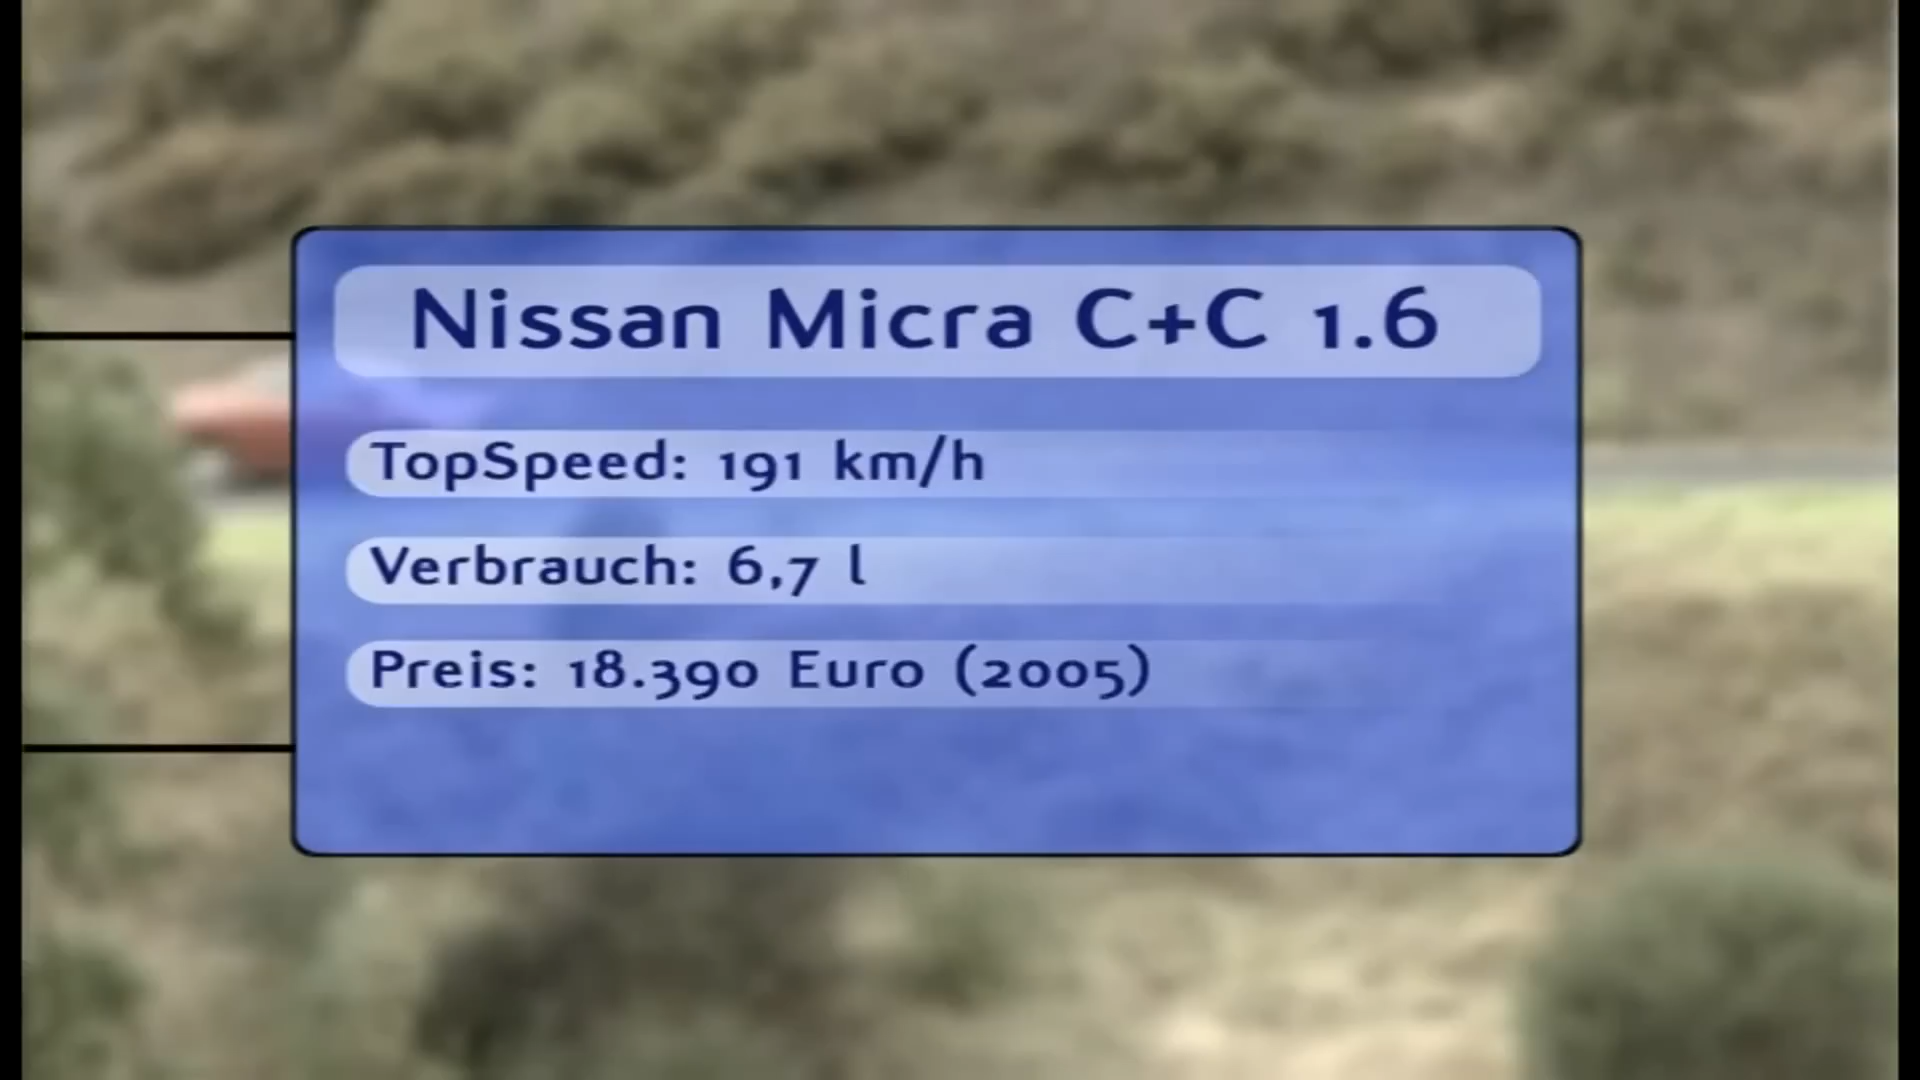 Nissan Micra C+C 1.6
TopSpeed: 191 km/h
Verbrauch: 6,7 l
Preis: 18.390 Euro (2005)